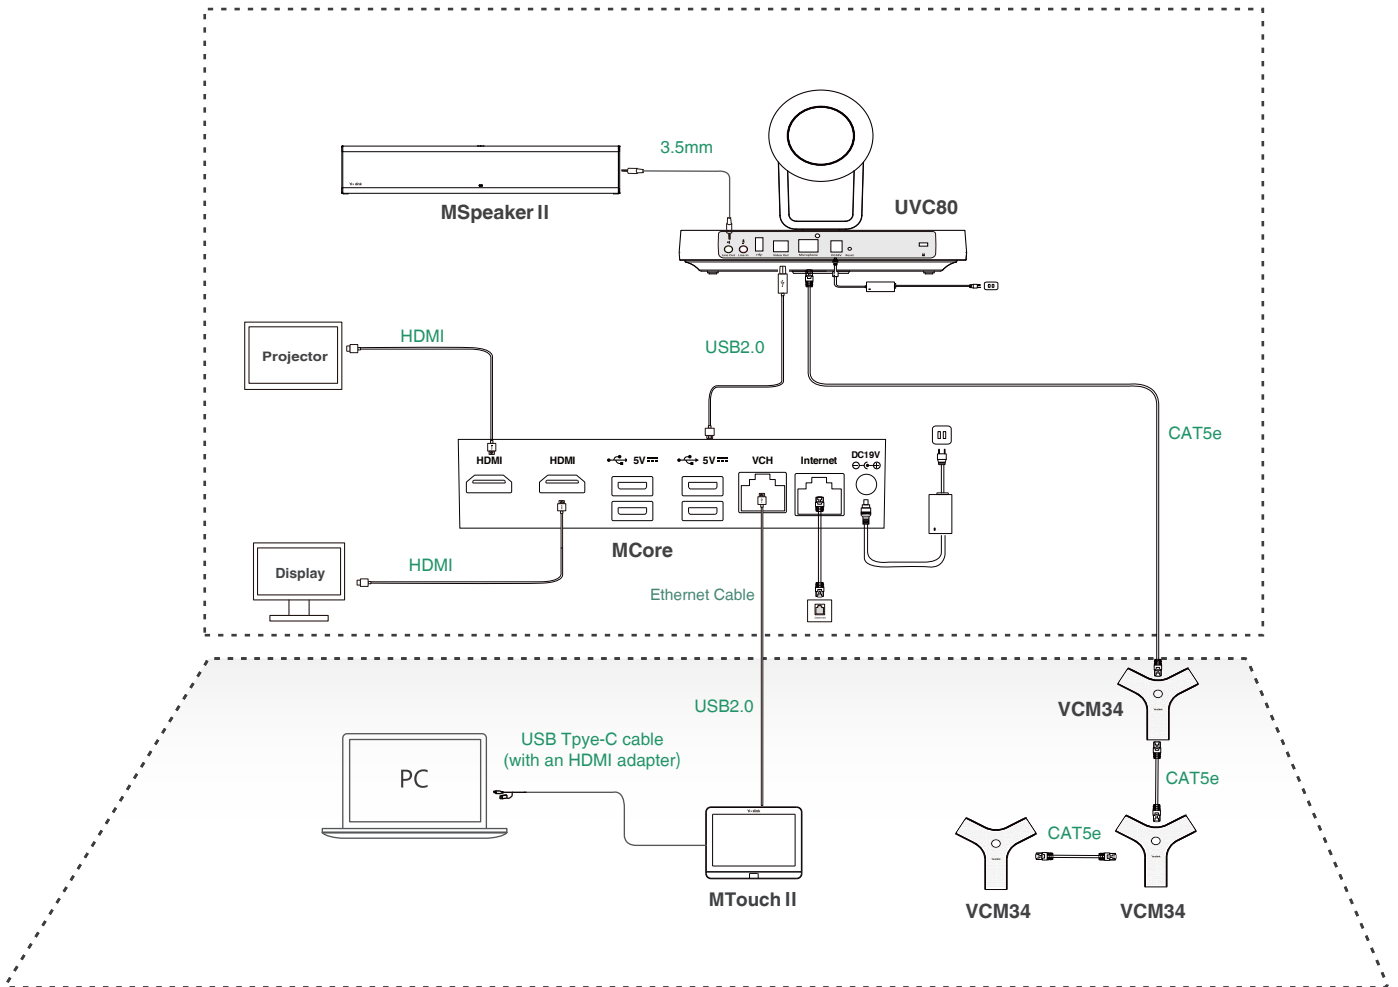 3.5mm
MSpeaker II
UVC80
HDMI
Projector
USB2.0
CAT5e
HDMI
HDMI
5V
5V
VCH
Internet
DC19V
MCore
Display
HDMI
Ethernet Cable
USB2.0
VCM34
USB Tpye-C cable
(with an HDMI adapter)
PC
CAT5e
CAT5e
MTouch II
VCM34
VCM34